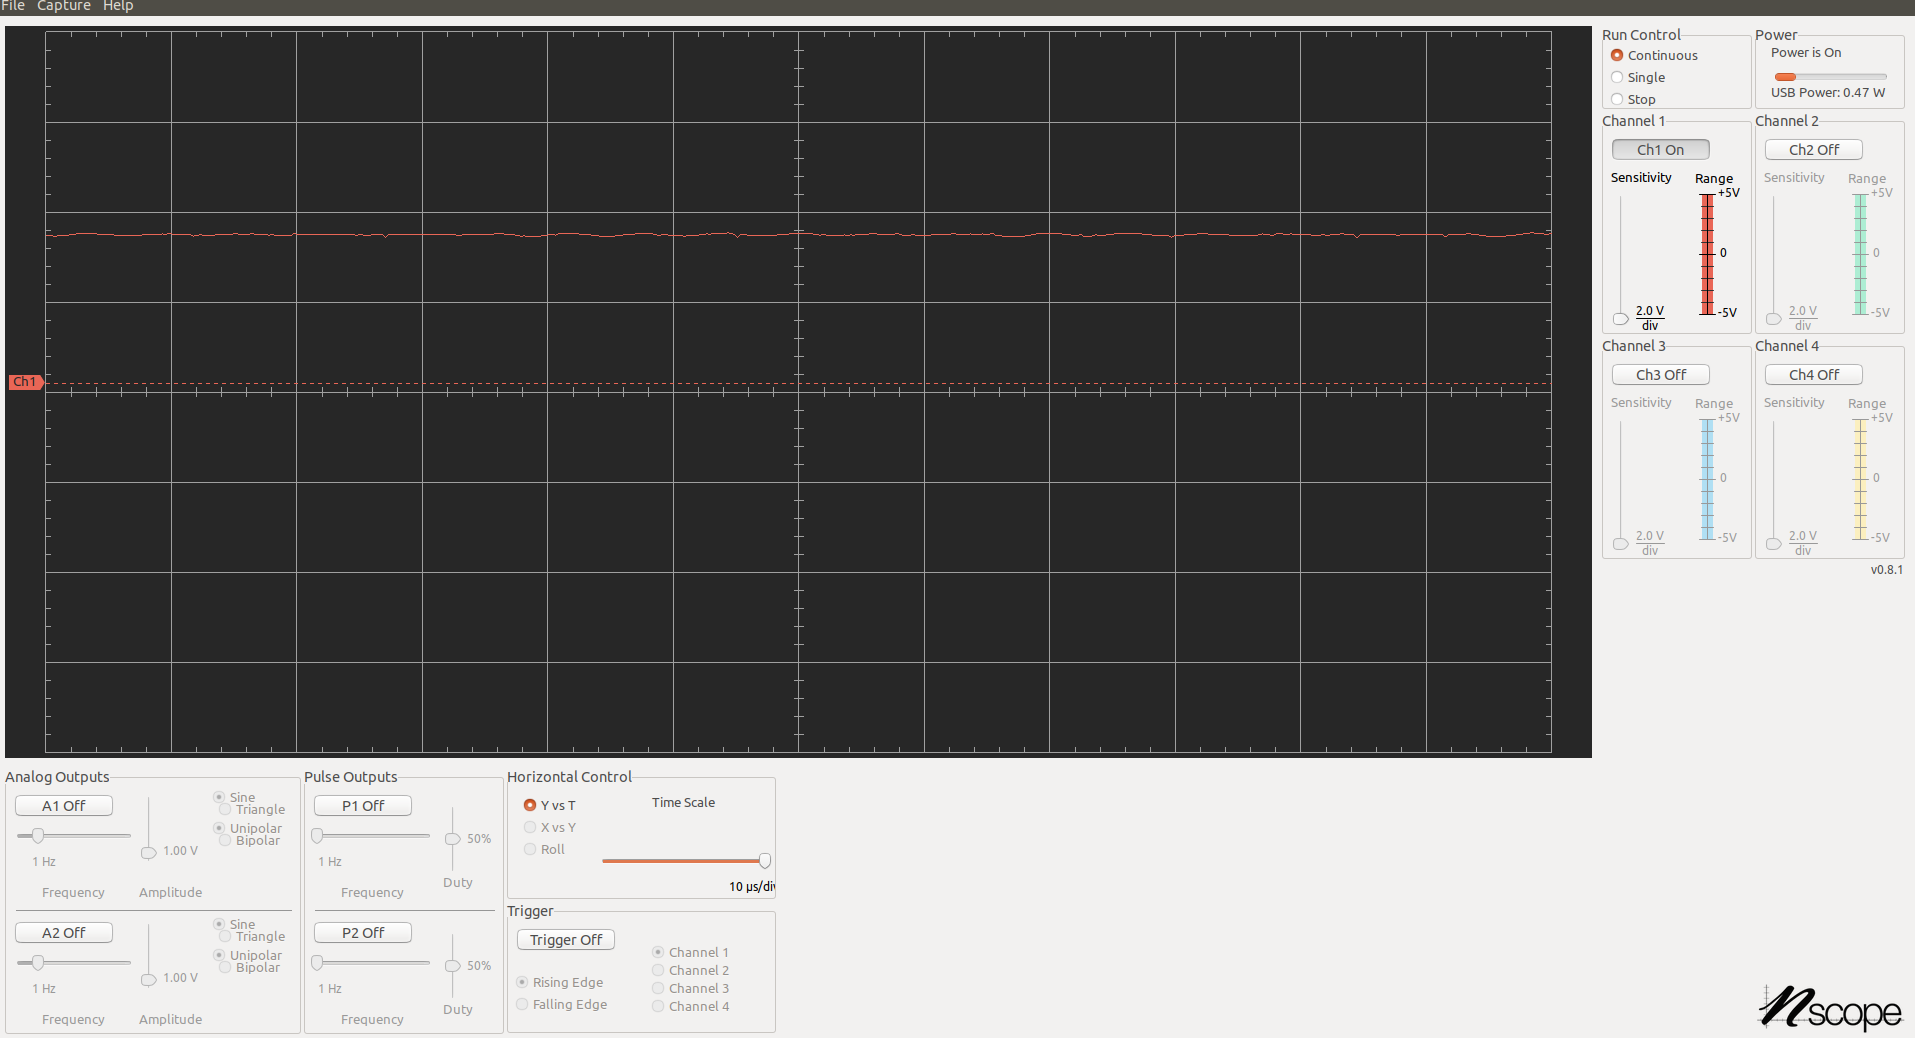 File Capture Help
Run Control
Continuous
Single
Stop
Power
Power is On
USB Power: 0.47 W
Channel 1
Ch1 On
Sensitivity
Range
+5V
0
-5V
2.0 V
div
Channel 2
Ch2 Off
Sensitivity
Range
+5V
0
-5V
2.0 V
div
Ch1
Channel 3
Ch3 Off
Sensitivity
Range
+5V
0
-5V
2.0 V
div
Channel 4
Ch4 Off
Sensitivity
Range
+5V
0
-5V
2.0 V
div
v0.8.1
Analog Outputs
A1 Off
1 Hz
Frequency
1.00 V
Amplitude
Sine
Triangle
Unipolar
Bipolar
A2 Off
1 Hz
Frequency
1.00 V
Amplitude
Sine
Triangle
Unipolar
Bipolar
Pulse Outputs
P1 Off
1 Hz
Frequency
50%
Duty
P2 Off
1 Hz
Frequency
50%
Duty
Horizontal Control
Y vs T
X vs Y
Roll
Time Scale
10 µs/div
Trigger
Trigger Off
Rising Edge
Falling Edge
Channel 1
Channel 2
Channel 3
Channel 4
nscope